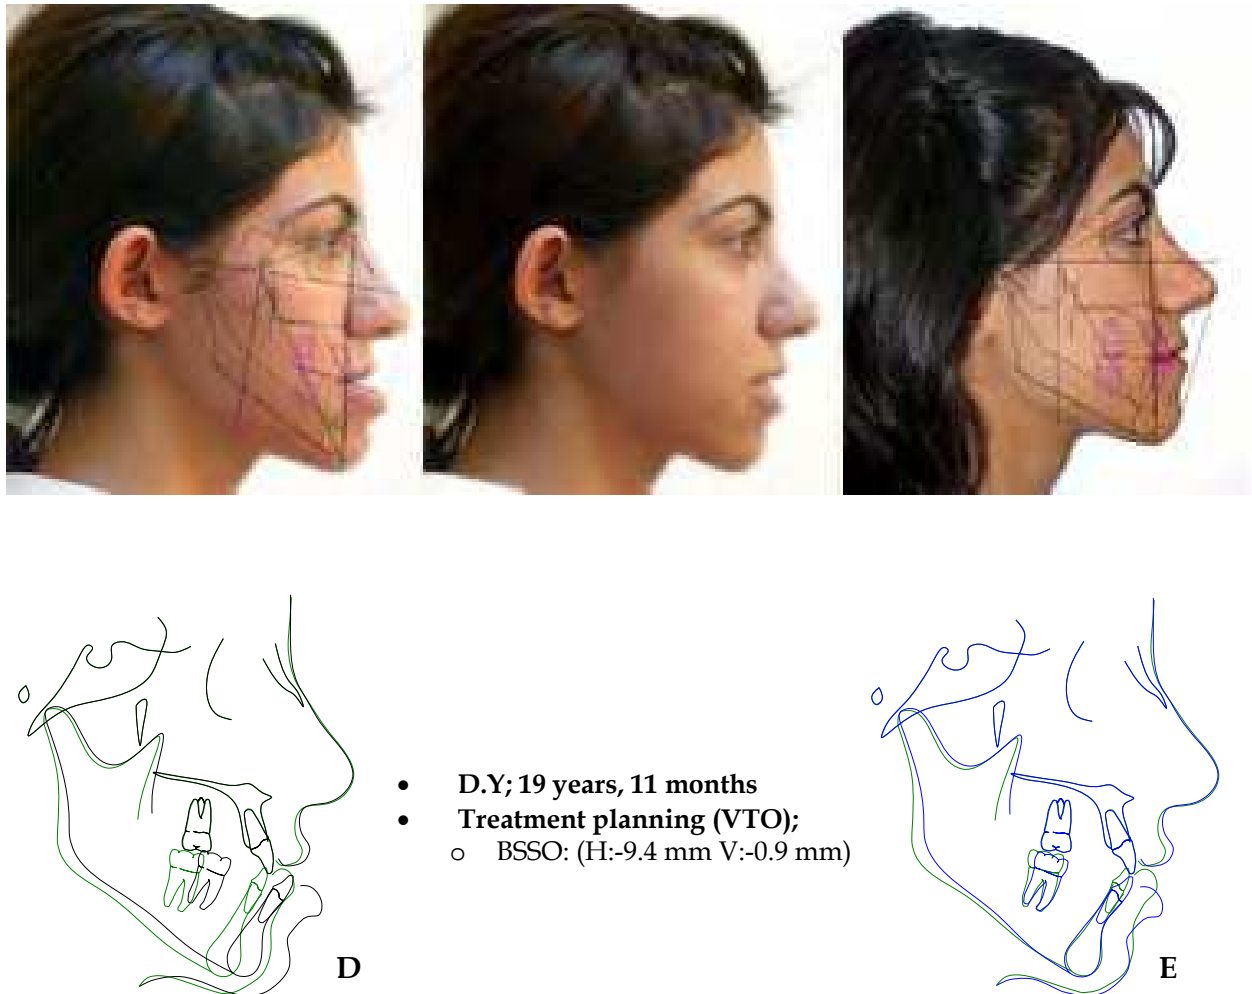 • D.Y; 19 years, 11 months
• Treatment planning (VTO);
o BSSO: (H:-9.4 mm V:-0.9 mm)
D
E